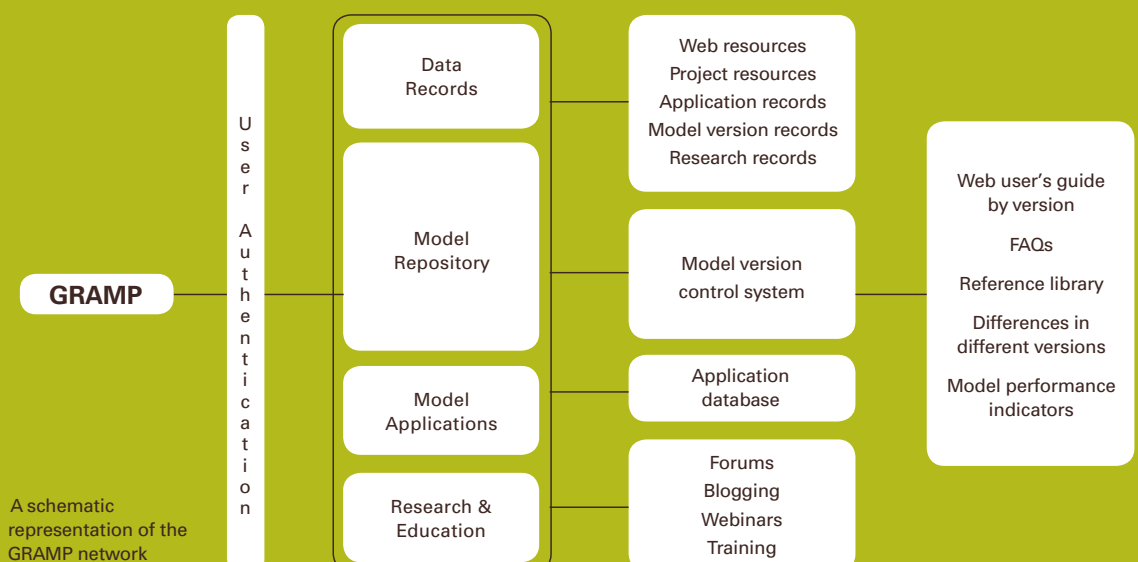 GRAMP
User Authentication
Data
Records
Model
Repository
Model
Applications
Research &
Education
Web resources
Project resources
Application records
Model version records
Research records
Model version
control system
Application
database
Forums
Blogging
Webinars
Training
Web user's guide
by version
FAQs
Reference library
Differences in
different versions
Model performance
indicators
A schematic
representation of the
GRAMP network